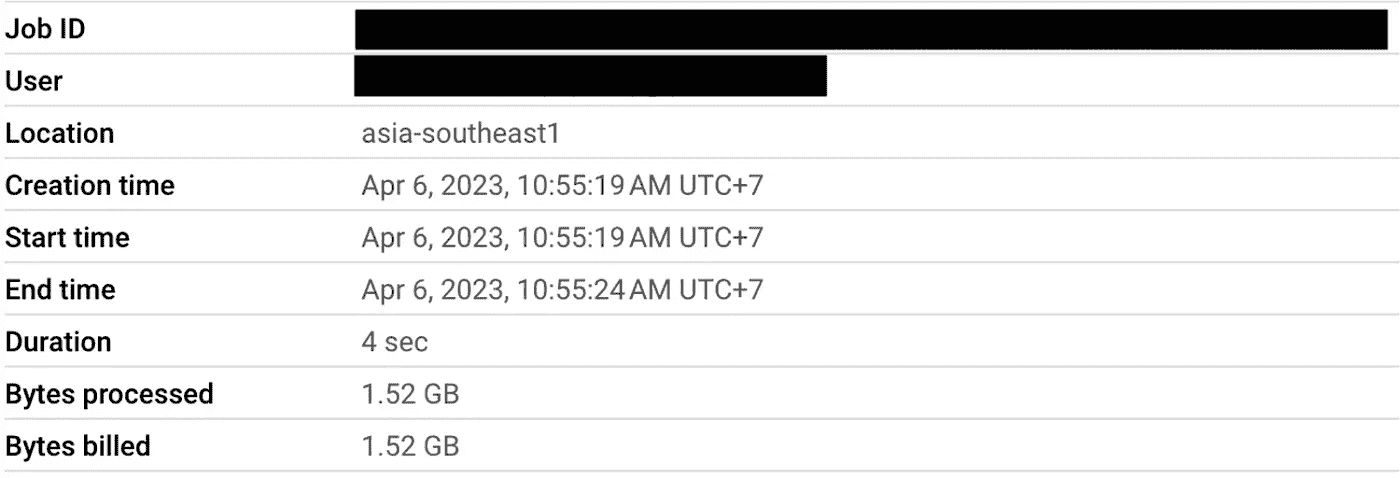 Job ID
User
Location asia-southeast1
Creation time Apr 6, 2023, 10:55:19 AM UTC+7
Start time Apr 6, 2023, 10:55:19 AM UTC+7
End time Apr 6, 2023, 10:55:24 AM UTC+7
Duration 4 sec
Bytes processed 1.52 GB
Bytes billed 1.52 GB